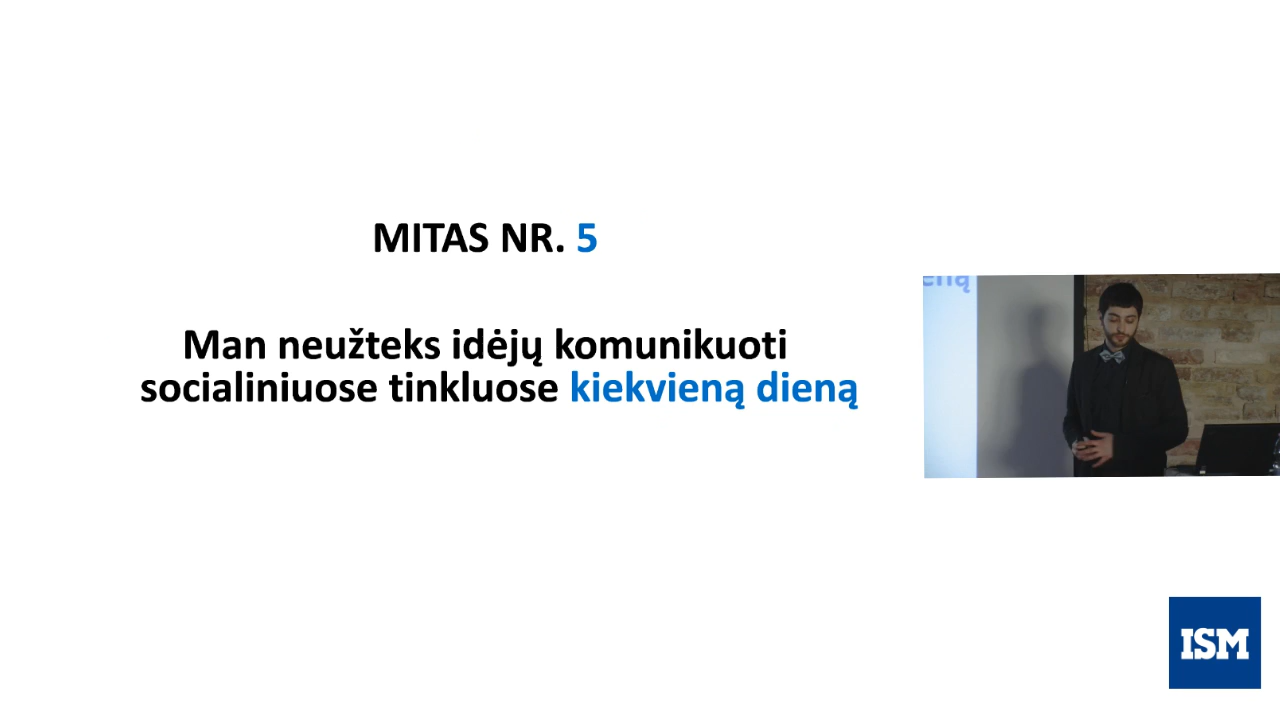 MITAS NR. 5
Man neužteks idėjų komunikuoti
socialiniuose tinkluose kiekvieną dieną
ISM